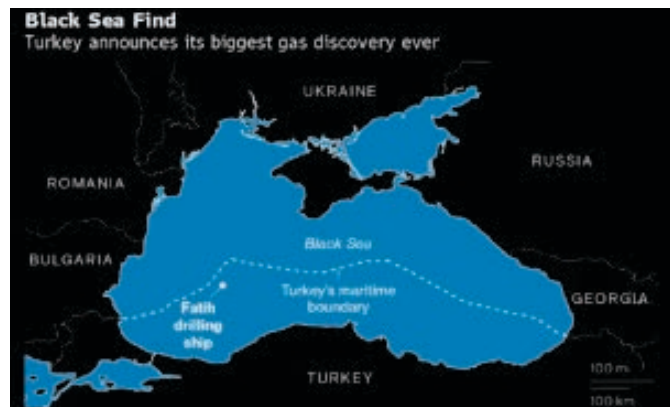 Black Sea Find
Turkey announces its biggest gas discovery ever
UKRAINE
RUSSIA
ROMANIA
Black Sea
BULGARIA
Turkey's maritime
boundary
GEORGIA
Fatih
drilling
ship
TURKEY
100 m
100 km